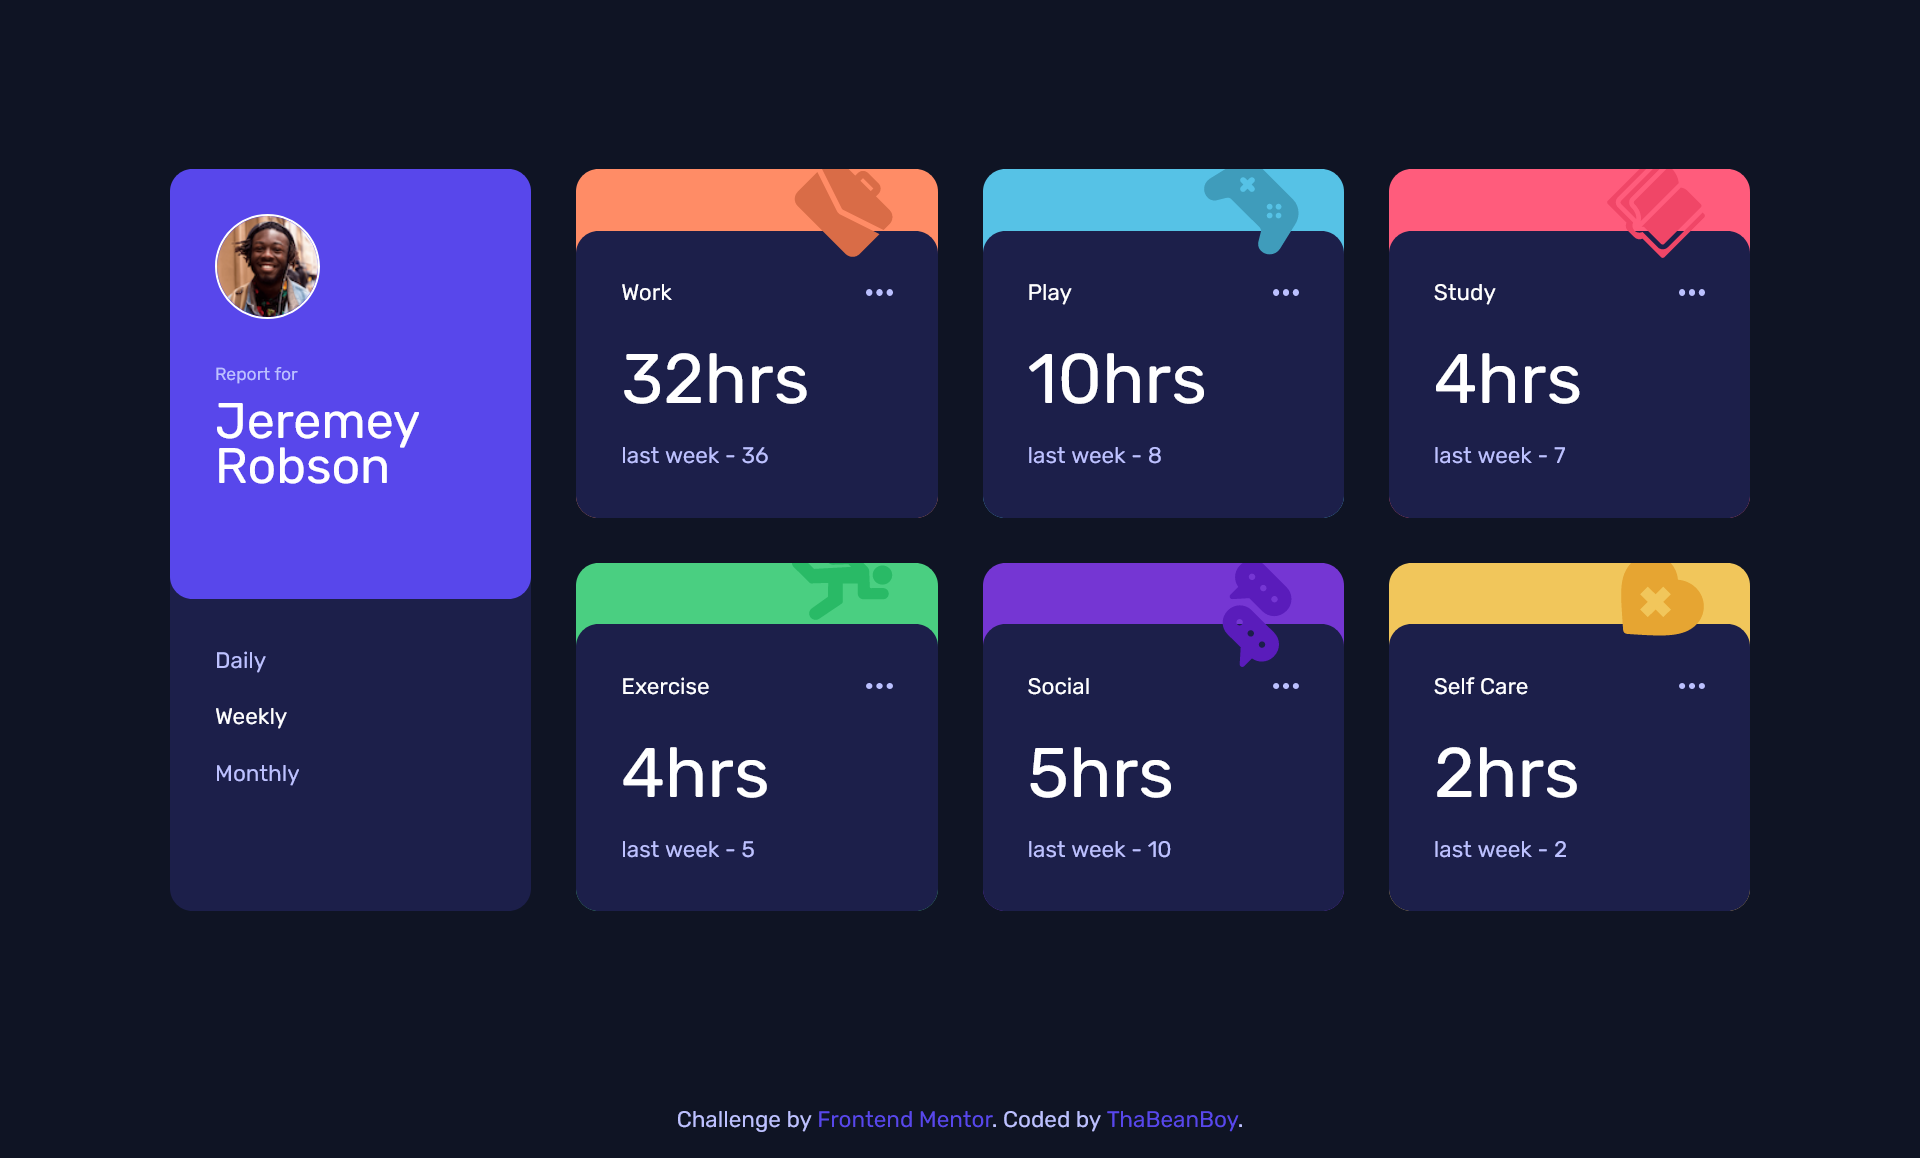 Report for
Jeremey
Robson
Daily
Weekly
Monthly
Work
32hrs
last week - 36
Play
10hrs
last week - 8
Study
4hrs
last week - 7
Exercise
4hrs
last week - 5
Social
5hrs
last week - 10
Self Care
2hrs
last week - 2
Challenge by Frontend Mentor. Coded by ThaBeanBoy.